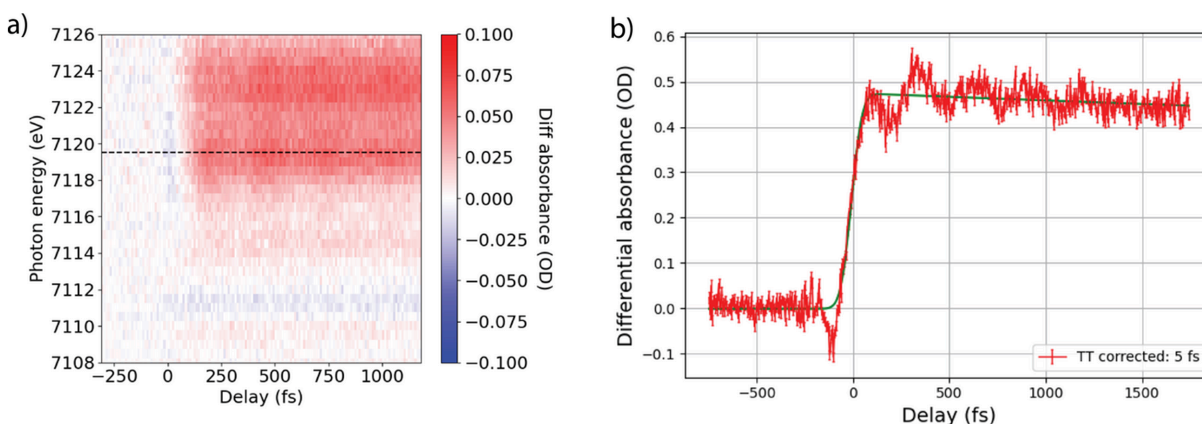 a)
7126
7124
7122
7120
7118
7116
7114
7112
7110
7108
Photon energy (eV)
−250 0 250 500 750 1000
Delay (fs)
0.100
0.075
0.050
0.025
0.000
−0.025
−0.050
−0.075
−0.100
Diff absorbance (OD)
b)
0.6
0.5
0.4
0.3
0.2
0.1
0.0
−0.1
Differential absorbance (OD)
TT corrected: 5 fs
−500 0 500 1000 1500
Delay (fs)